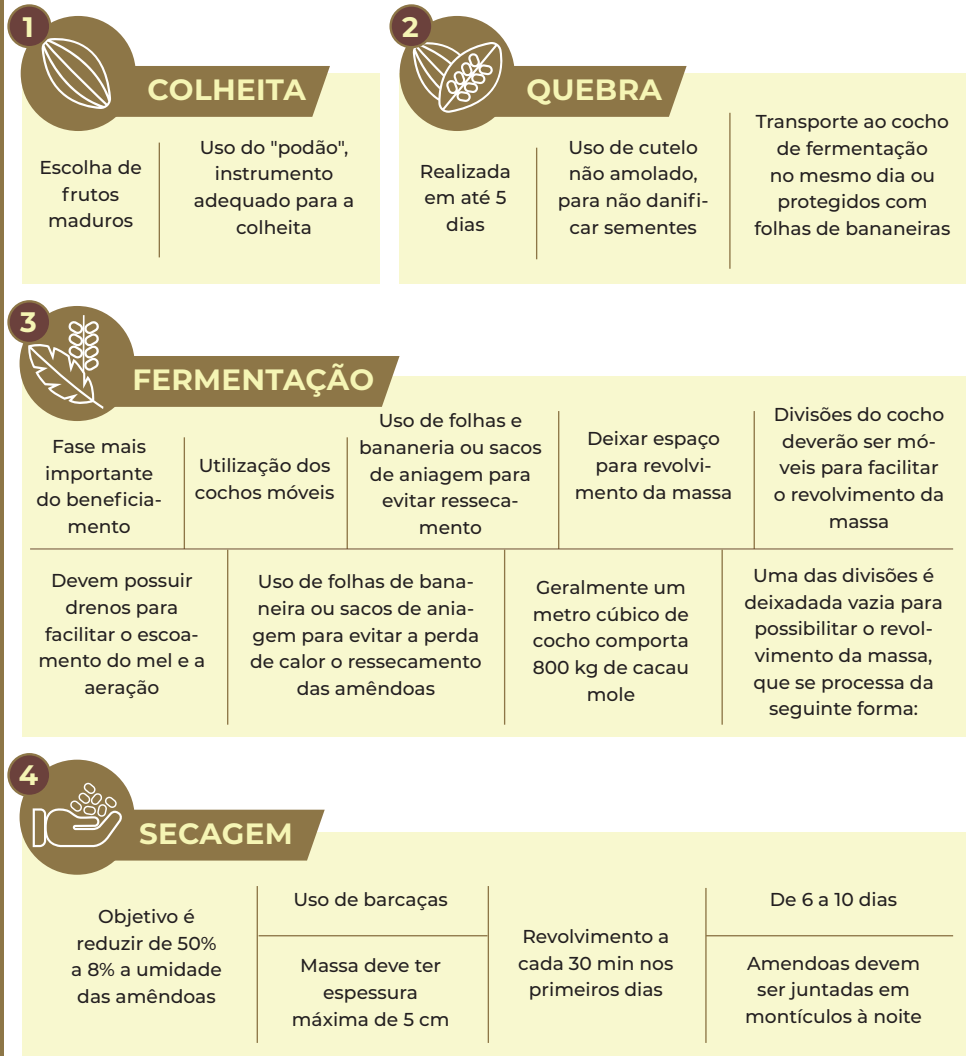 1
COLHEITA
Escolha de
frutos
maduros
Uso do "podão",
instrumento
adequado para a
colheita
2
QUEBRA
Realizada
em até 5
dias
Uso de cutelo
não amolado,
para não danifi-
car sementes
Transporte ao cocho
de fermentação
no mesmo dia ou
protegidos com
folhas de bananeiras
3
FERMENTAÇÃO
Fase mais
importante
do beneficia-
mento
Utilização dos
cochos móveis
Uso de folhas e
bananeria ou sacos
de aniagem para
evitar resseca-
mento
Deixar espaço
para revolvi-
mento da massa
Divisões do cocho
deverão ser mó-
veis para facilitar
o revolvimento da
massa
Devem possuir
drenos para
facilitar o escoa-
mento do mel e a
aeração
Uso de folhas de bana-
neira ou sacos de ania-
gem para evitar a perda
de calor o ressecamento
das amêndoas
Geralmente um
metro cúbico de
cocho comporta
800 kg de cacau
mole
Uma das divisões é
deixadada vazia para
possibilitar o revol-
vimento da massa,
que se processa da
seguinte forma:
4
SECAGEM
Objetivo é
reduzir de 50%
a 8% a umidade
das amêndoas
Uso de barcaças
Massa deve ter
espessura
máxima de 5 cm
Revolvimento a
cada 30 min nos
primeiros dias
De 6 a 10 dias
Amendoas devem
ser juntadas em
montículos à noite